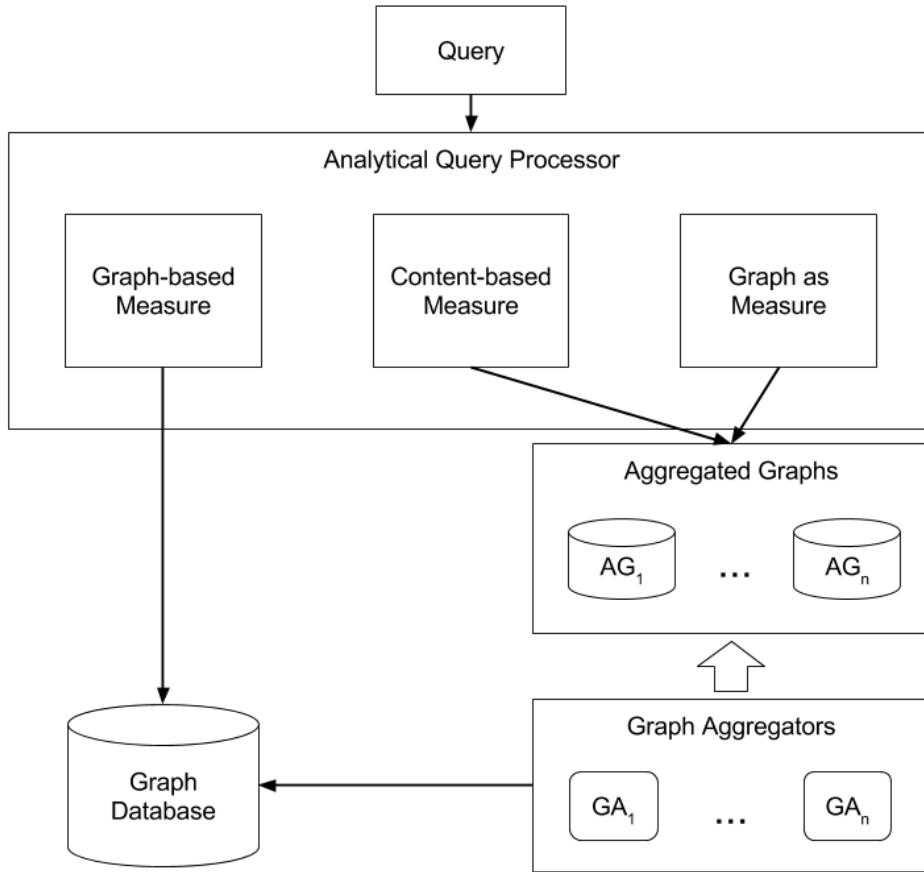 Query
Analytical Query Processor
Graph-based
Measure
Content-based
Measure
Graph as
Measure
Aggregated Graphs
AG1
...
AGn
Graph Aggregators
Graph
Database
GA1
...
GAn